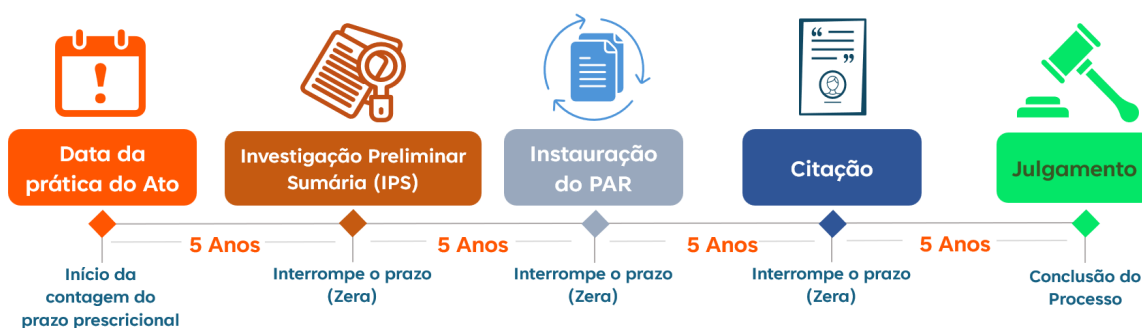 Data da
prática do Ato
Investigação Preliminar
Sumária (IPS)
Instauração
do PAR
Citação
Julgamento
5 Anos
5 Anos
5 Anos
5 Anos
Início da
contagem do
prazo prescricional
Interrompe o prazo
(Zera)
Interrompe o prazo
(Zera)
Interrompe o prazo
(Zera)
Conclusão do
Processo